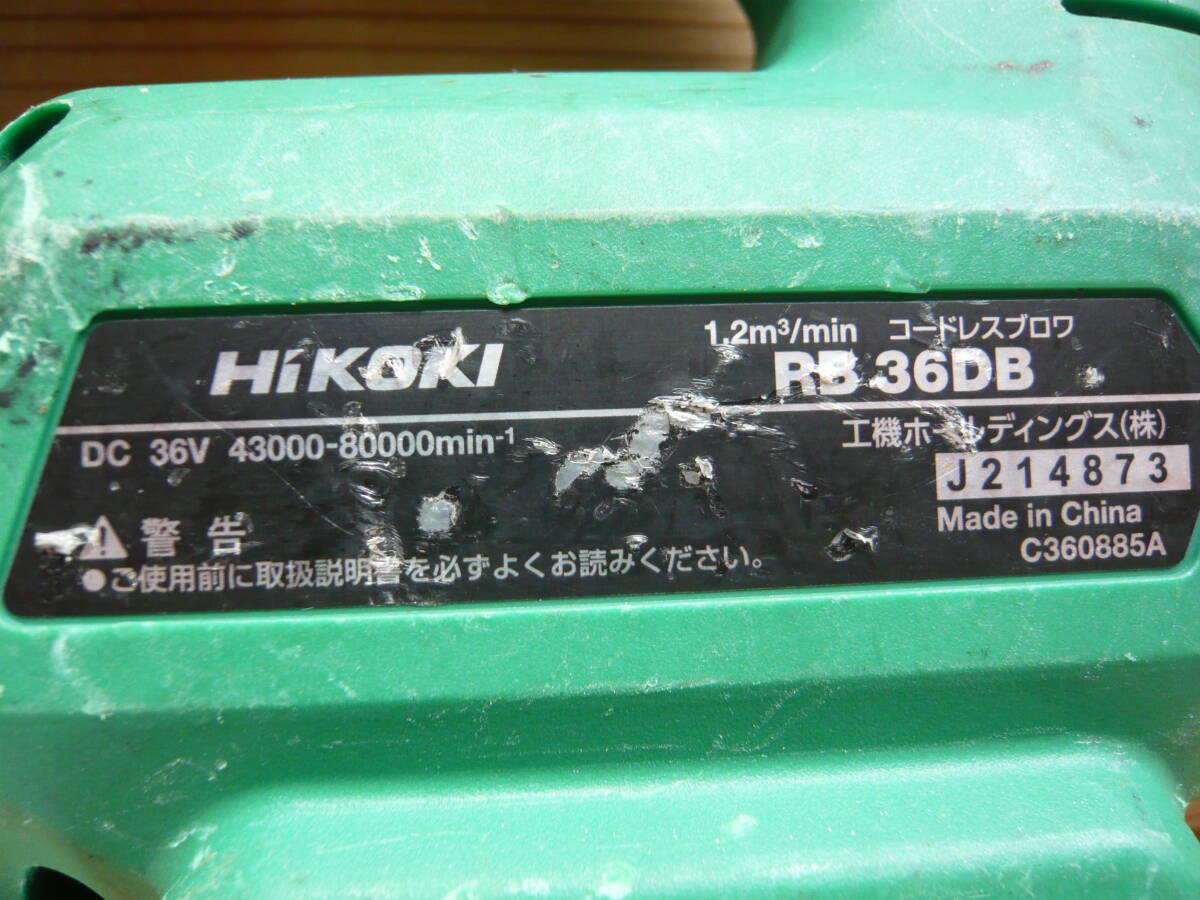 HiKOKI
1.2m³/min コードレスブロワ
RB 36DB
DC 36V 43000-80000min⁻¹
工機ホールディングス(株)
J214873
Made in China
C360885A
警告
●ご使用前に取扱説明書を必ずよくお読みください。